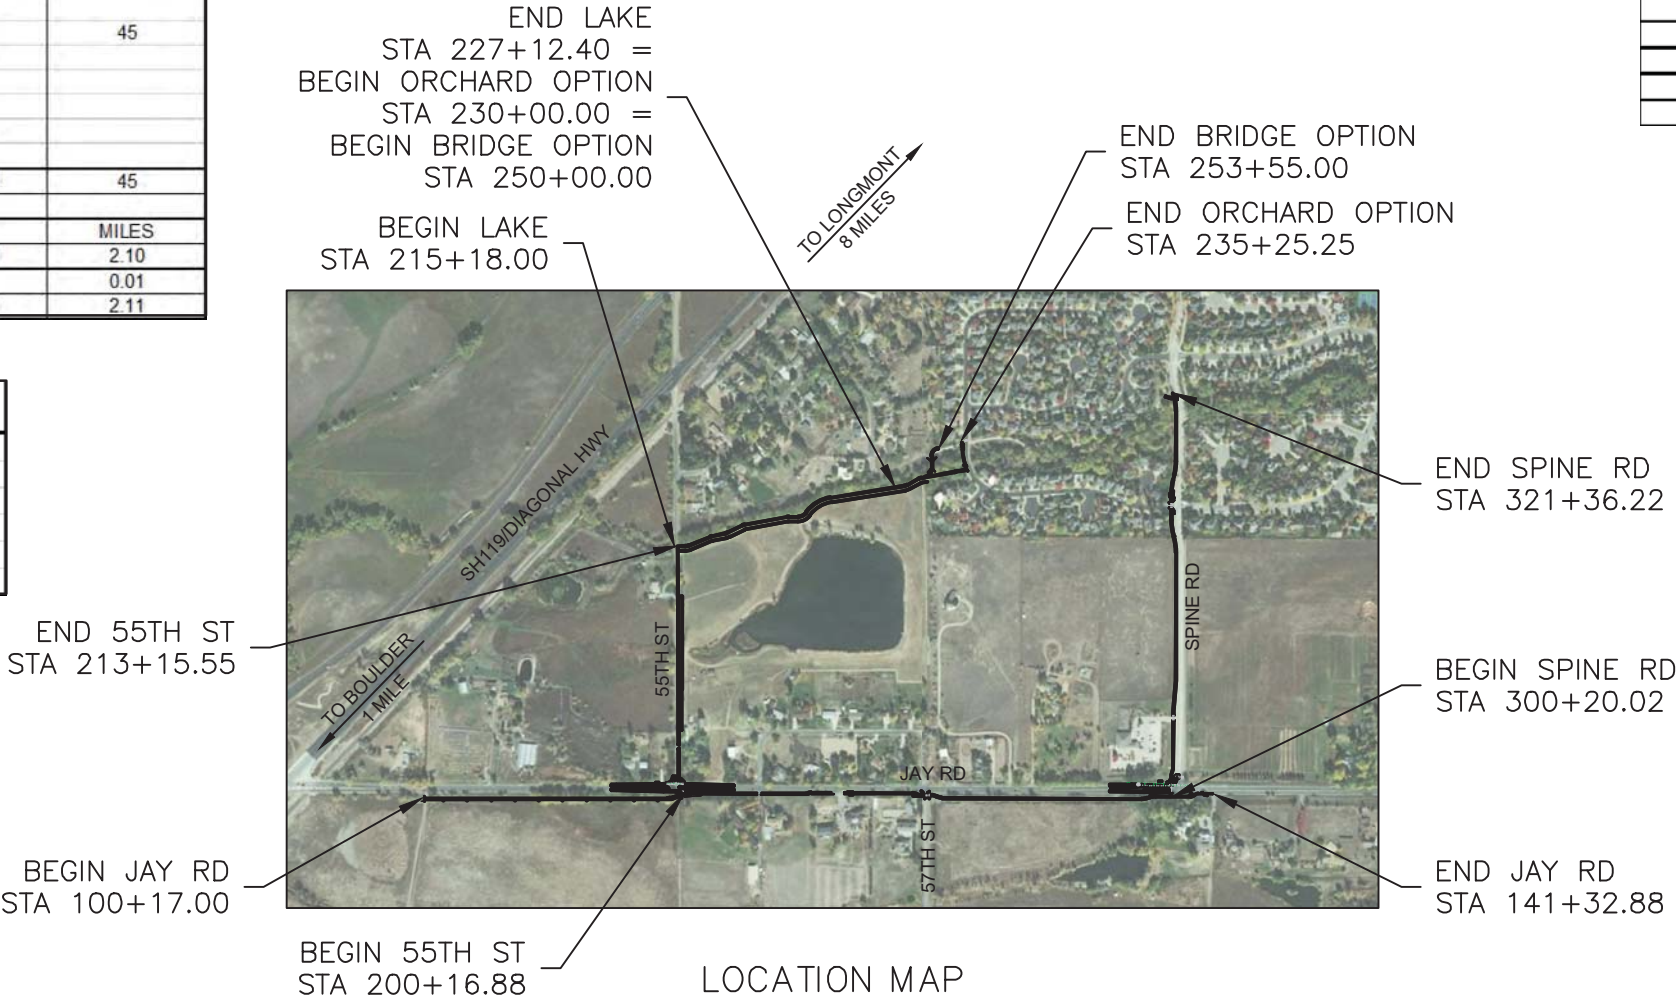 45
45
MILES
2.10
0.01
2.11
END LAKE
STA 227+12.40 =
BEGIN ORCHARD OPTION
STA 230+00.00 =
BEGIN BRIDGE OPTION
STA 250+00.00
BEGIN LAKE
STA 215+18.00
TO LONGMONT
8 MILES
END BRIDGE OPTION
STA 253+55.00
END ORCHARD OPTION
STA 235+25.25
SH119/DIAGONAL HWY
END SPINE RD
STA 321+36.22
END 55TH ST
STA 213+15.55
TO BOULDER
1 MILE
55TH ST
SPINE RD
BEGIN SPINE RD
STA 300+20.02
JAY RD
57TH ST
BEGIN JAY RD
STA 100+17.00
END JAY RD
STA 141+32.88
BEGIN 55TH ST
STA 200+16.88
LOCATION MAP